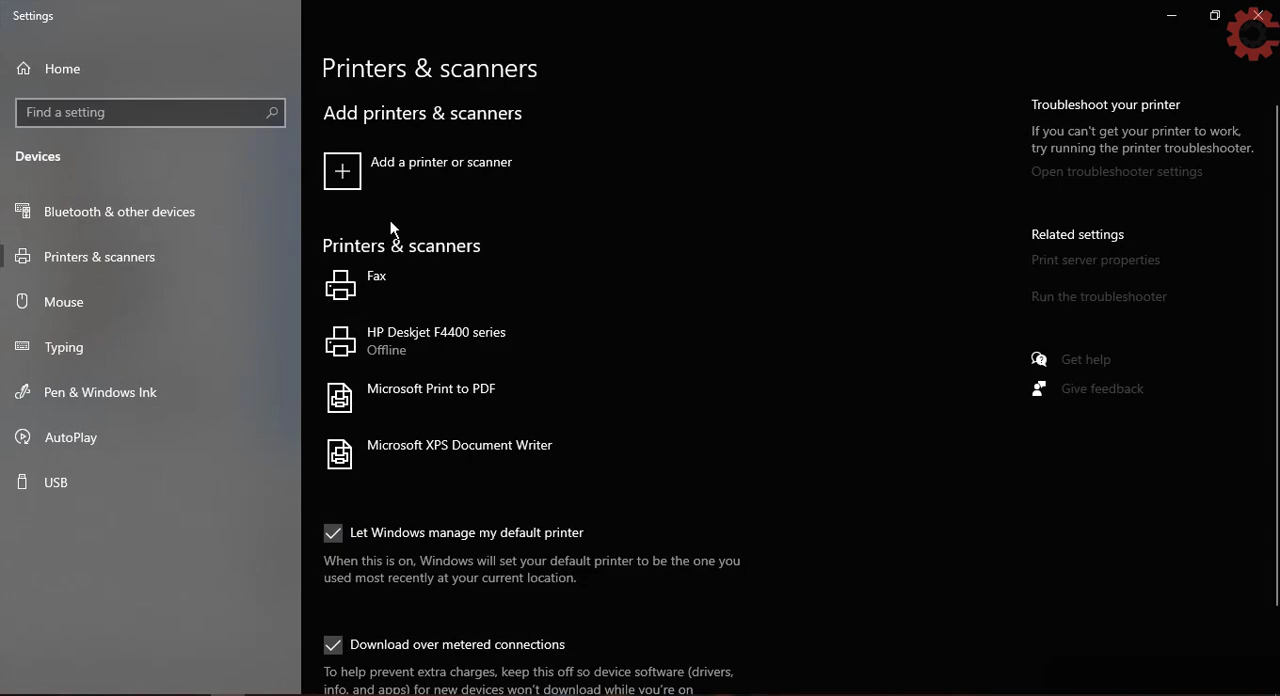 Settings
Home
Find a setting
Devices
Bluetooth & other devices
Printers & scanners
Mouse
Typing
Pen & Windows Ink
AutoPlay
USB
Printers & scanners
Add printers & scanners
Add a printer or scanner
Printers & scanners
Fax
HP Deskjet F4400 series
Offline
Microsoft Print to PDF
Microsoft XPS Document Writer
Let Windows manage my default printer
When this is on, Windows will set your default printer to be the one you
used most recently at your current location.
Download over metered connections
To help prevent extra charges, keep this off so device software (drivers,
info, and apps) for new devices won't download while you're on
Troubleshoot your printer
If you can't get your printer to work,
try running the printer troubleshooter.
Open troubleshooter settings
Related settings
Print server properties
Run the troubleshooter
Get help
Give feedback